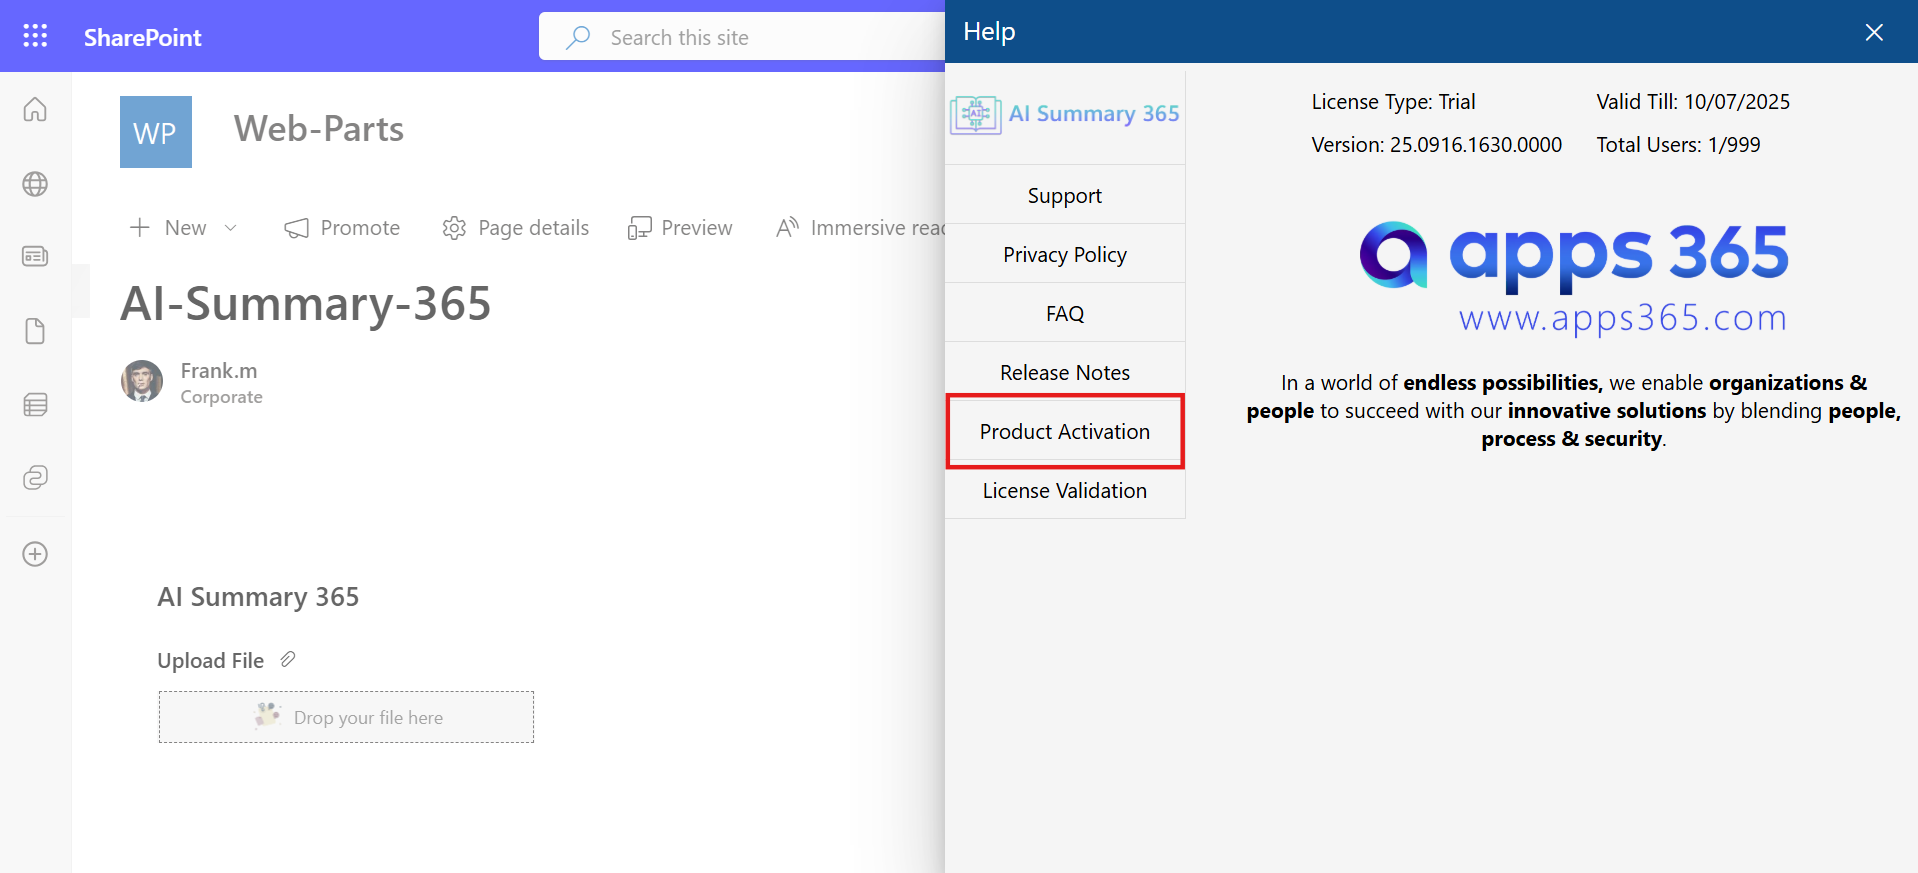 SharePoint
Search this site
WP
Web-Parts
New
Promote
Page details
Preview
Immersive read
AI-Summary-365
Frank.m
Corporate
AI Summary 365
Upload File
Drop your file here
Help
AI
AI Summary 365
Support
Privacy Policy
FAQ
Release Notes
Product Activation
License Validation
License Type: Trial
Valid Till: 10/07/2025
Version: 25.0916.1630.0000
Total Users: 1/999
apps 365
www.apps365.com
In a world of endless possibilities, we enable organizations &
people to succeed with our innovative solutions by blending people,
process & security.